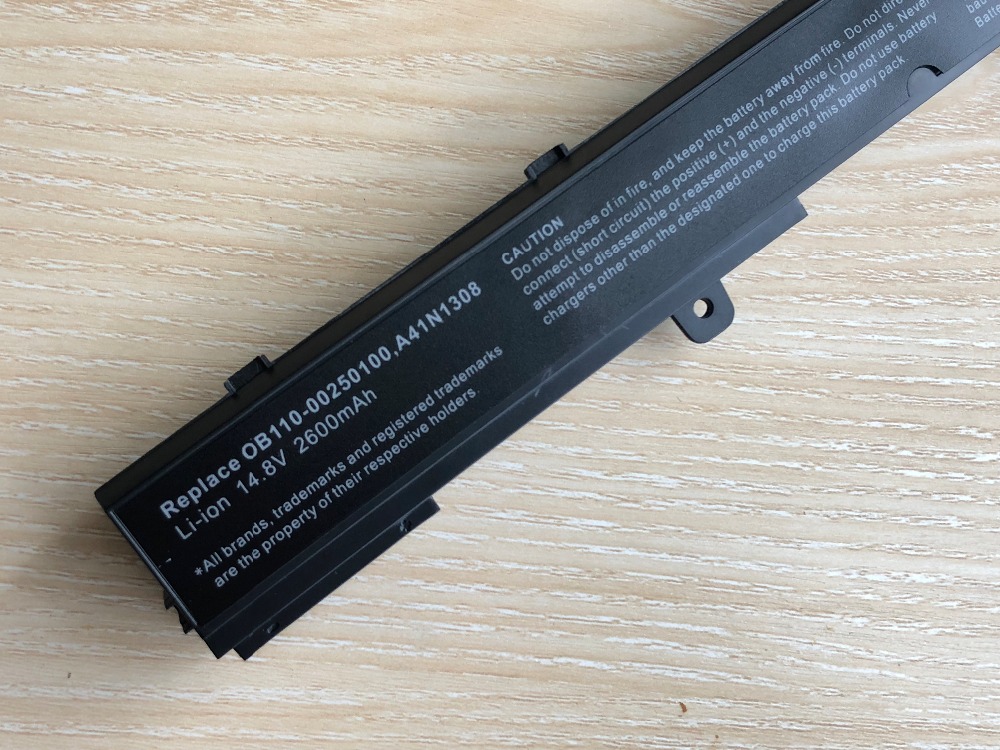 Replace OB110-00250100,A41N1308
Li-ion 14.8V 2600mAh
*All brands, trademarks and registered trademarks
are the property of their respective holders.
CAUTION
Do not dispose of in fire, and keep the battery away from fire. Do not
connect (short circuit) the positive (+) and the negative (-) terminals. Never
attempt to disassemble or reassemble the battery pack. Do not use battery
chargers other than the designated one to charge this battery pack.